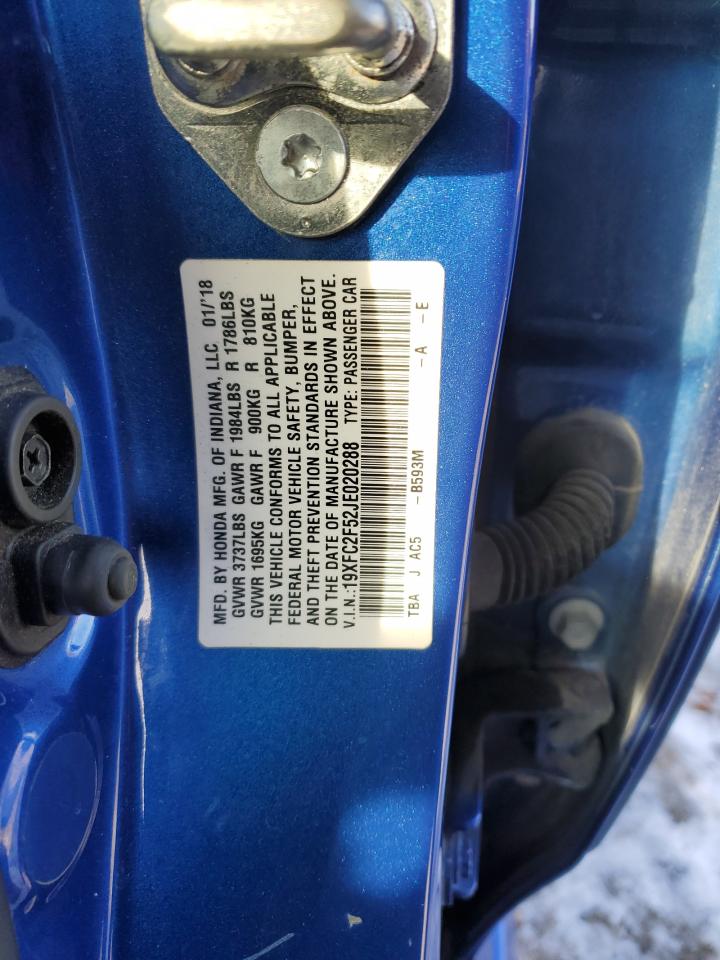 MFD. BY HONDA MFG. OF INDIANA, LLC 01/'18
GVWR 3737LBS GAWR F 1984LBS R 1786LBS
GVWR 1695KG GAWR F 900KG R 810KG
THIS VEHICLE CONFORMS TO ALL APPLICABLE
FEDERAL MOTOR VEHICLE SAFETY, BUMPER,
AND THEFT PREVENTION STANDARDS IN EFFECT
ON THE DATE OF MANUFACTURE SHOWN ABOVE.
V.I.N.:19XFC2F52JE020288 TYPE: PASSENGER CAR
TBA J AC5 -B593M -A -E